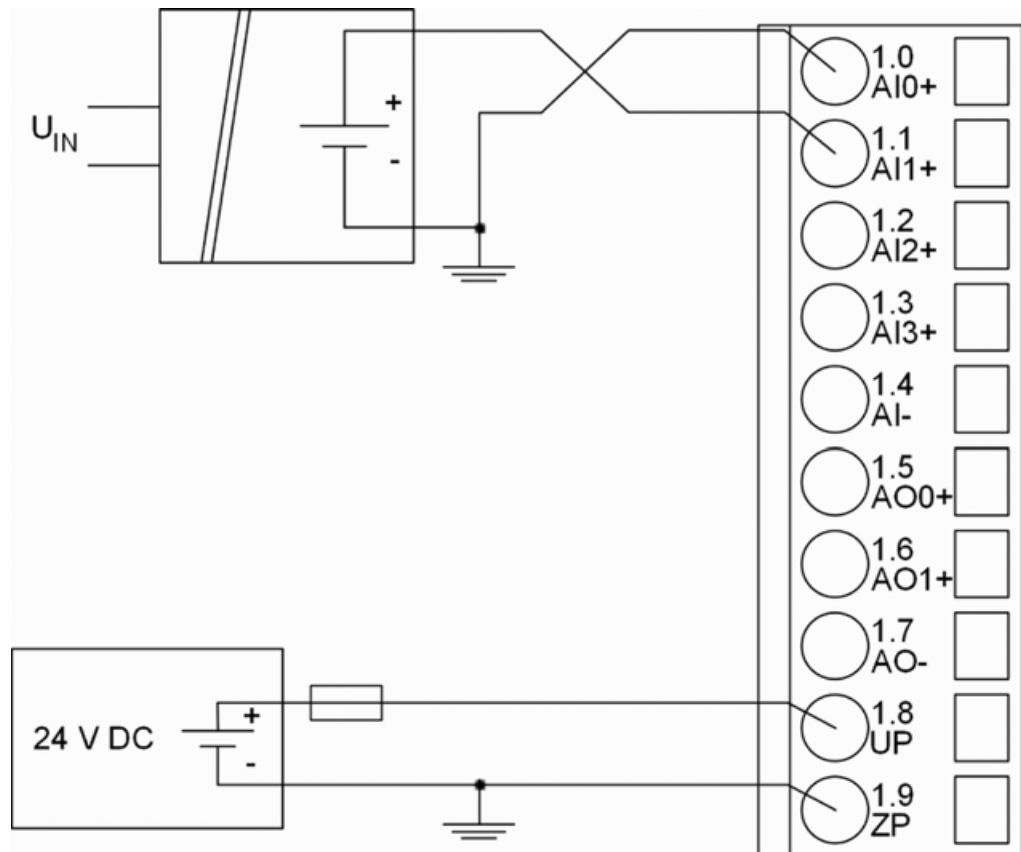 U_IN
+
-
1.0
AI0+
1.1
AI1+
1.2
AI2+
1.3
AI3+
1.4
AI-
1.5
AO0+
1.6
AO1+
1.7
AO-
24 V DC
+
-
1.8
UP
1.9
ZP